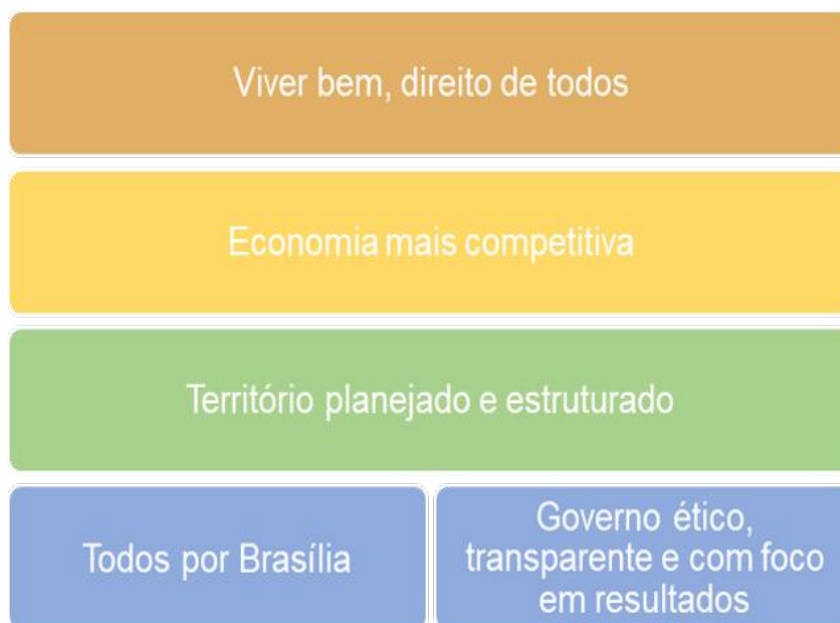 Viver bem, direito de todos
Economia mais competitiva
Território planejado e estruturado
Todos por Brasília
Governo ético,
transparente e com foco
em resultados